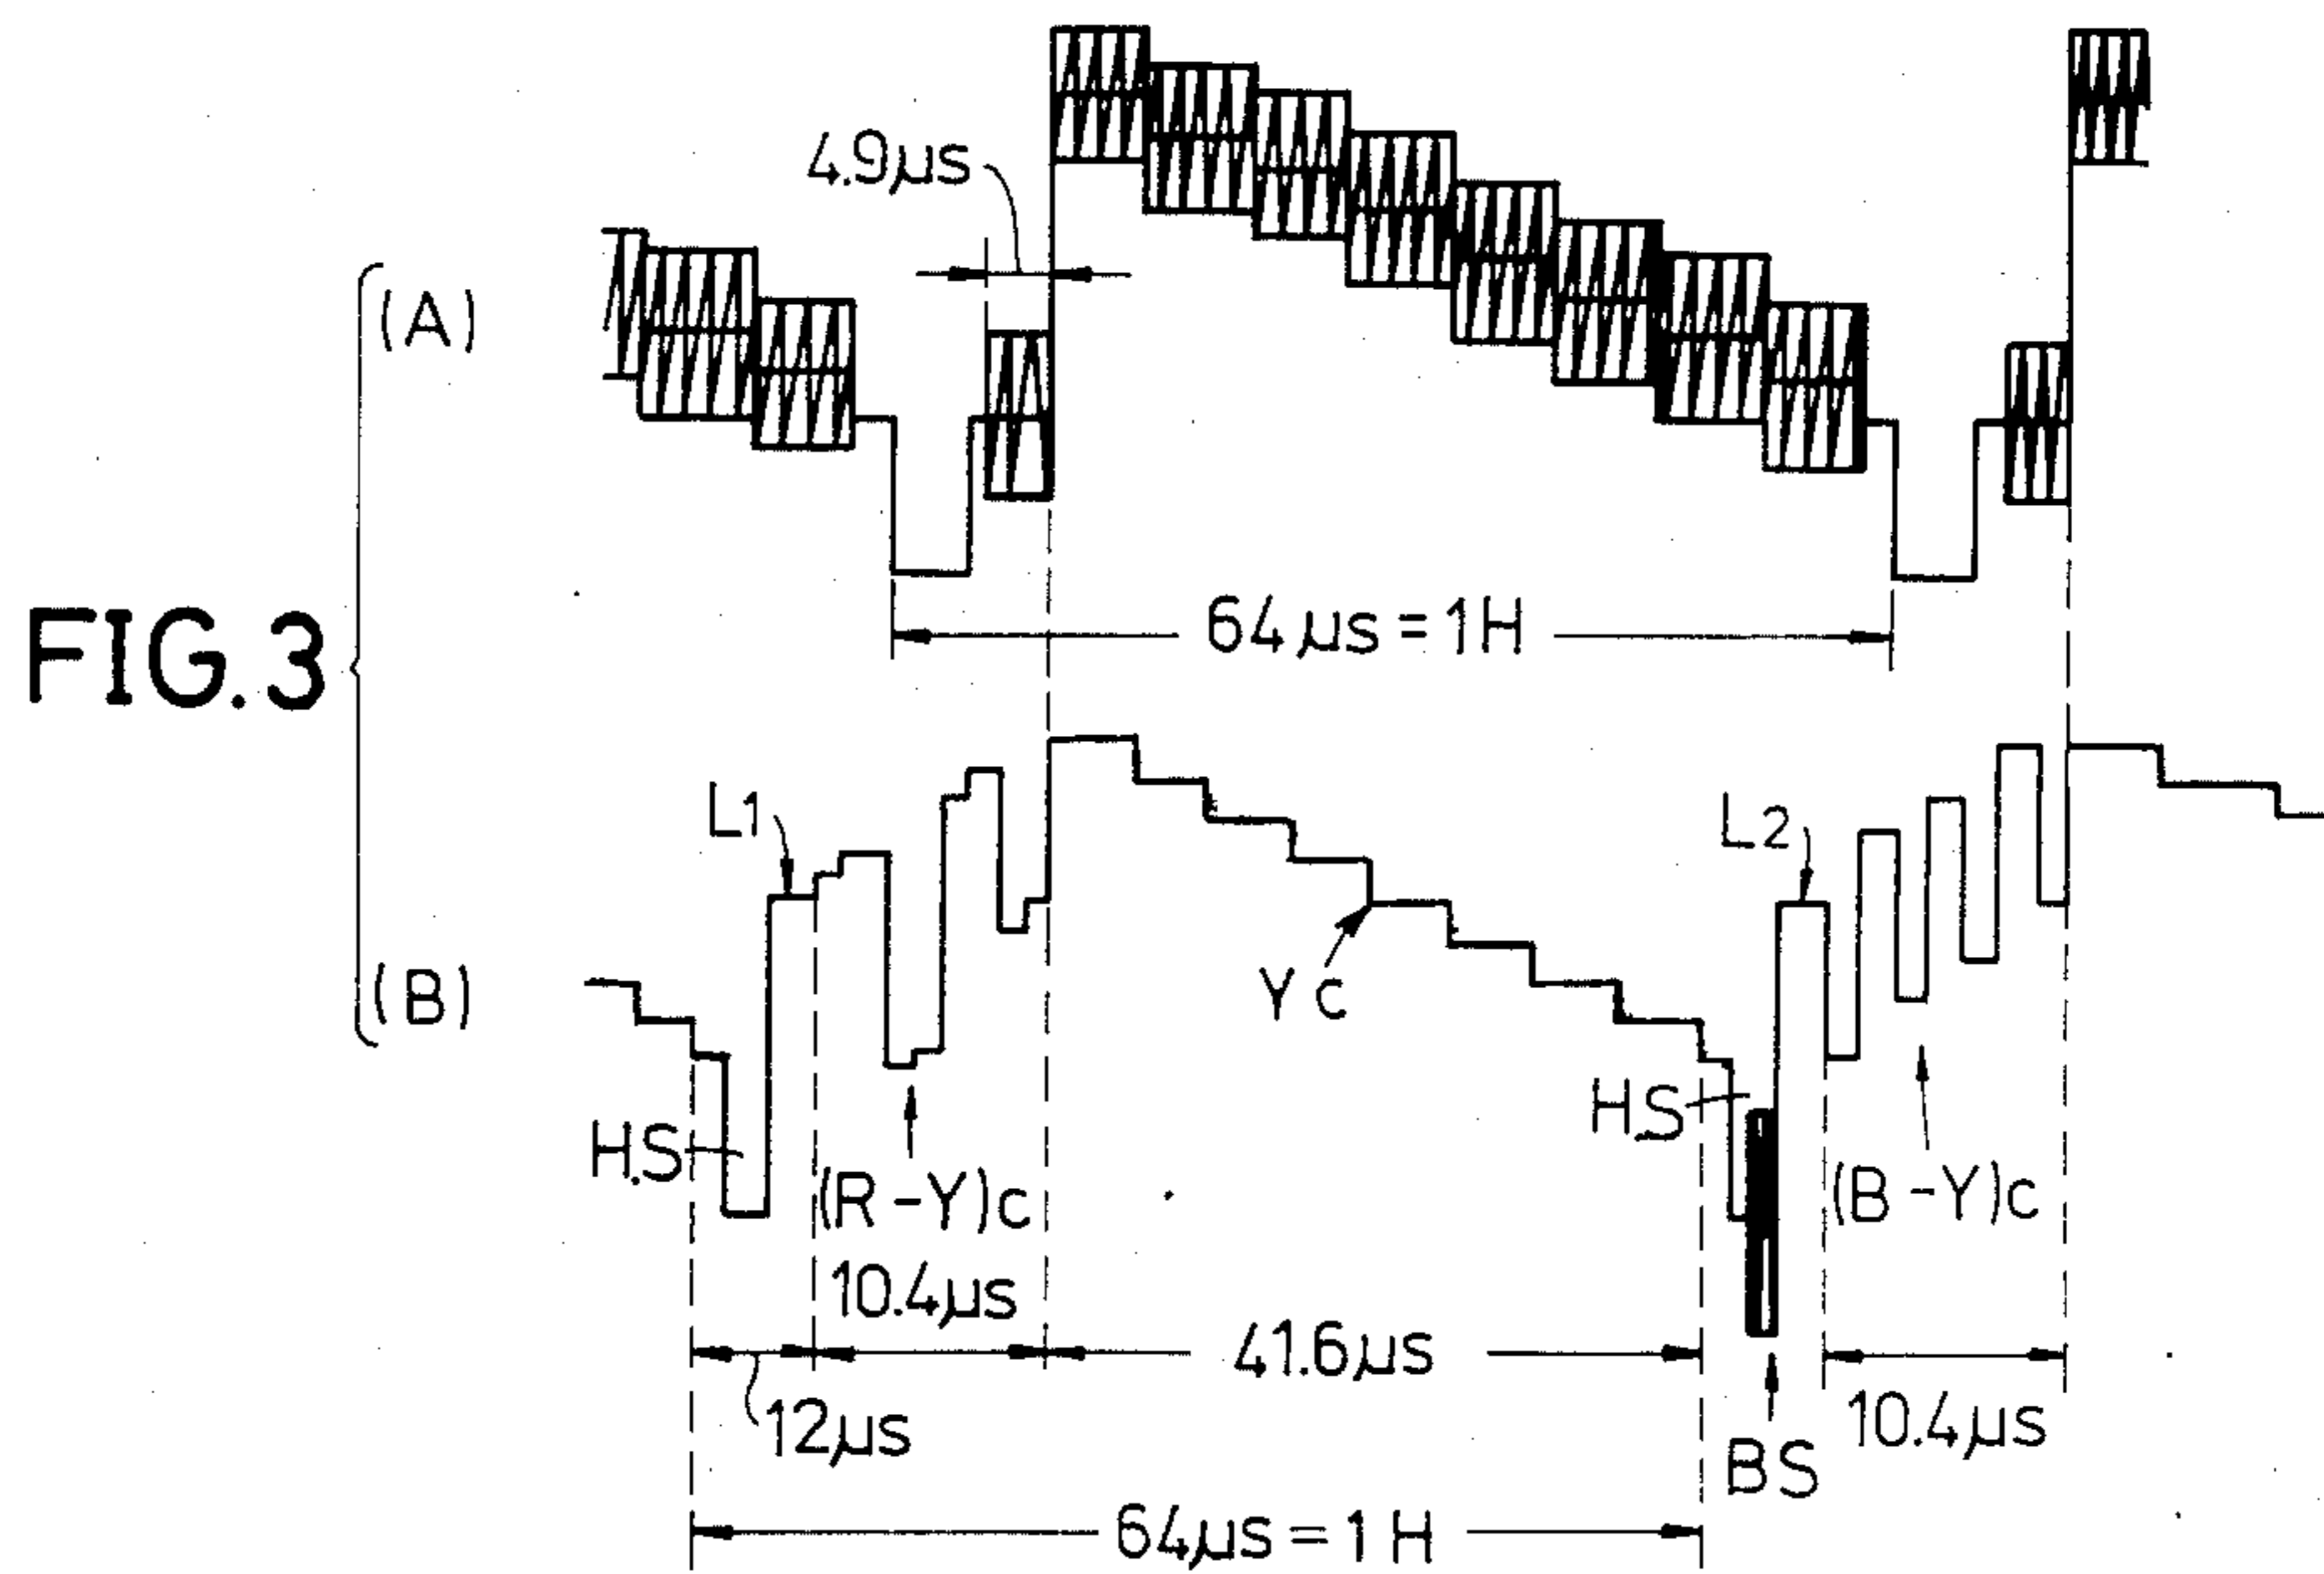 4.9μs
(A)
64μs=1H
FIG.3
L1
L2
Yc
(B)
H.S
H.S
(R-Y)c
(B-Y)c
10.4μs
41.6μs
12μs
10.4μs
BS
64μs=1H